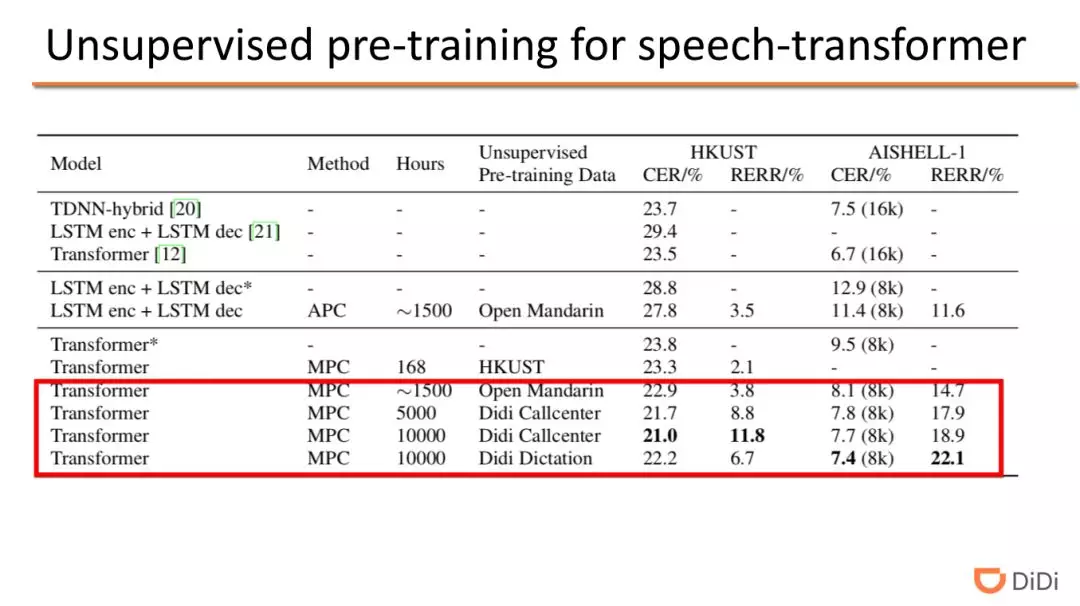 Unsupervised pre-training for speech-transformer
Model Method Hours Unsupervised Pre-training Data HKUST AISHELL-1
CER/% RERR/% CER/% RERR/%
TDNN-hybrid [20] - - - 23.7 - 7.5 (16k) -
LSTM enc + LSTM dec [21] - - - 29.4 - - -
Transformer [12] - - - 23.5 - 6.7 (16k) -
LSTM enc + LSTM dec* - - - 28.8 - 12.9 (8k) -
LSTM enc + LSTM dec APC ~1500 Open Mandarin 27.8 3.5 11.4 (8k) 11.6
Transformer* - - - 23.8 - 9.5 (8k) -
Transformer MPC 168 HKUST 23.3 2.1 - -
Transformer MPC ~1500 Open Mandarin 22.9 3.8 8.1 (8k) 14.7
Transformer MPC 5000 Didi Callcenter 21.7 8.8 7.8 (8k) 17.9
Transformer MPC 10000 Didi Callcenter 21.0 11.8 7.7 (8k) 18.9
Transformer MPC 10000 Didi Dictation 22.2 6.7 7.4 (8k) 22.1
DiDi